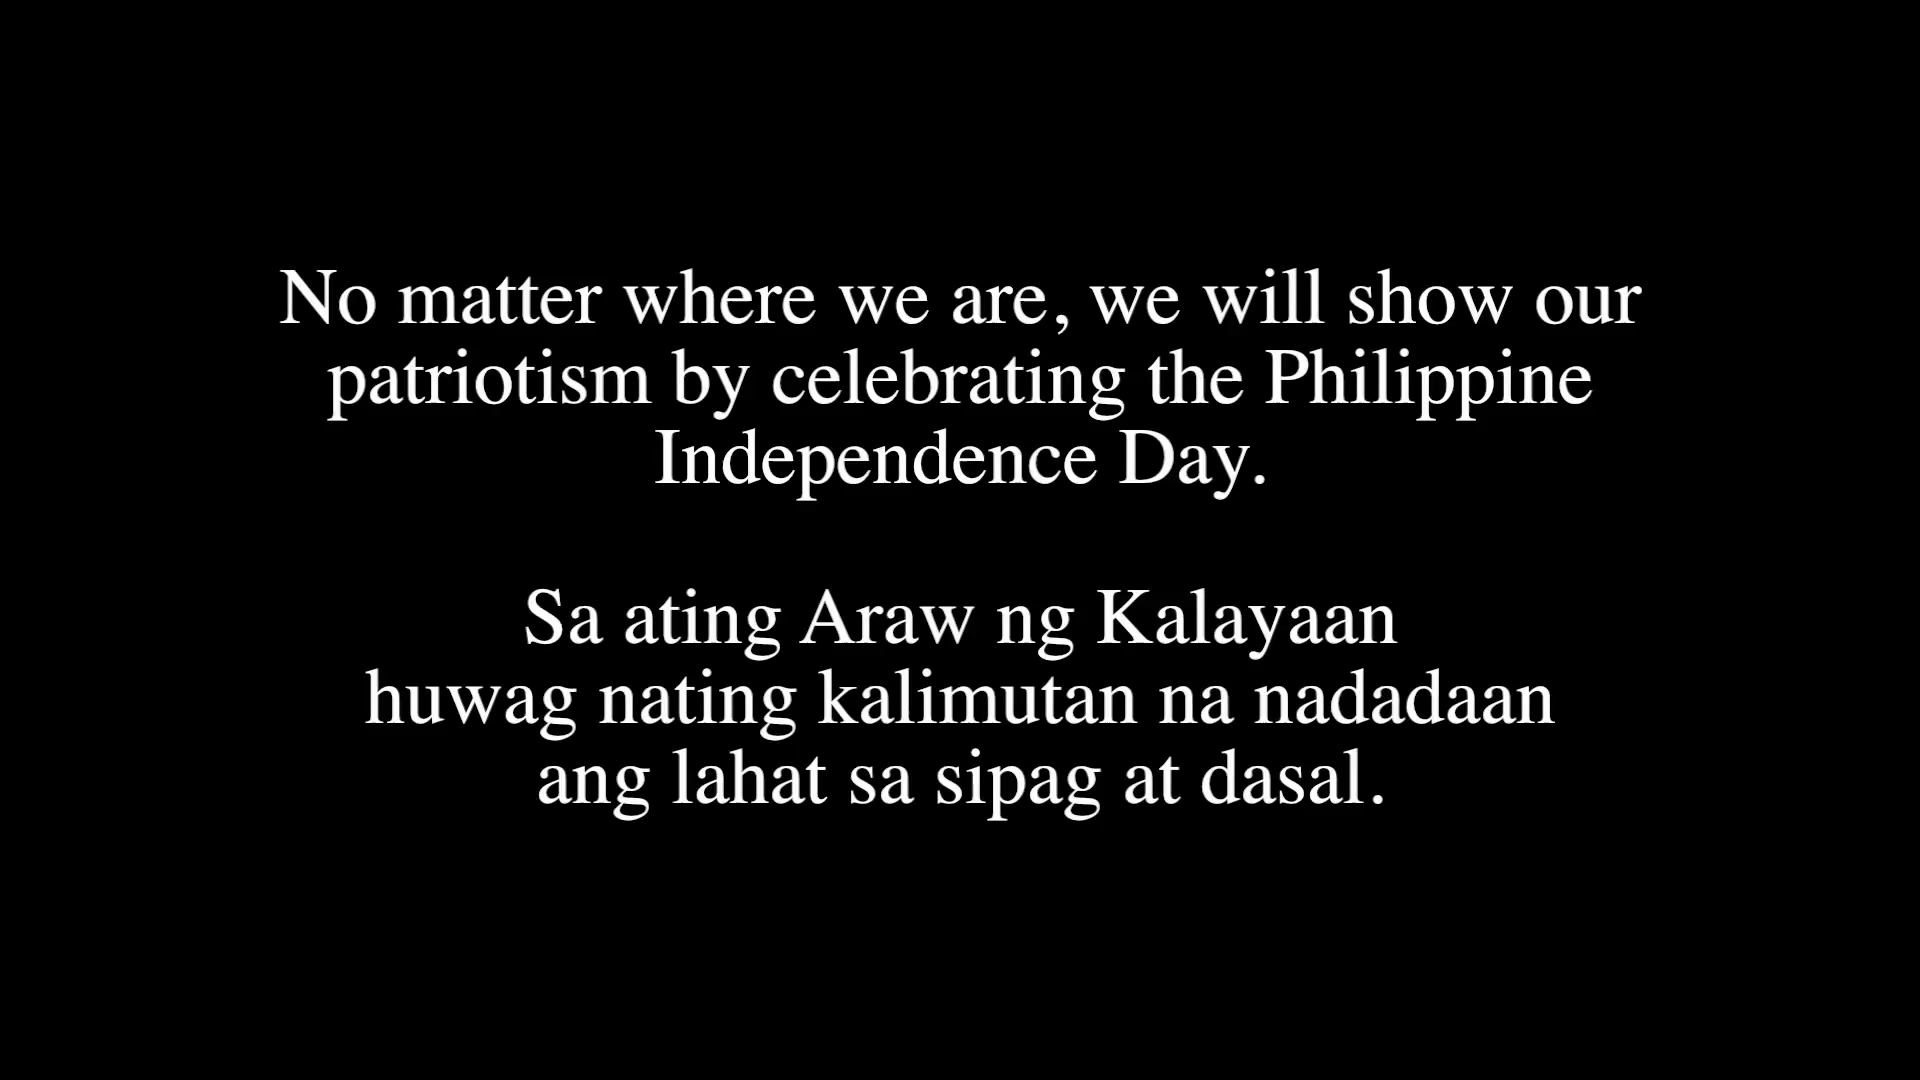 No matter where we are, we will show our
patriotism by celebrating the Philippine
Independence Day.
Sa ating Araw ng Kalayaan
huwag nating kalimutan na nadadaan
ang lahat sa sipag at dasal.